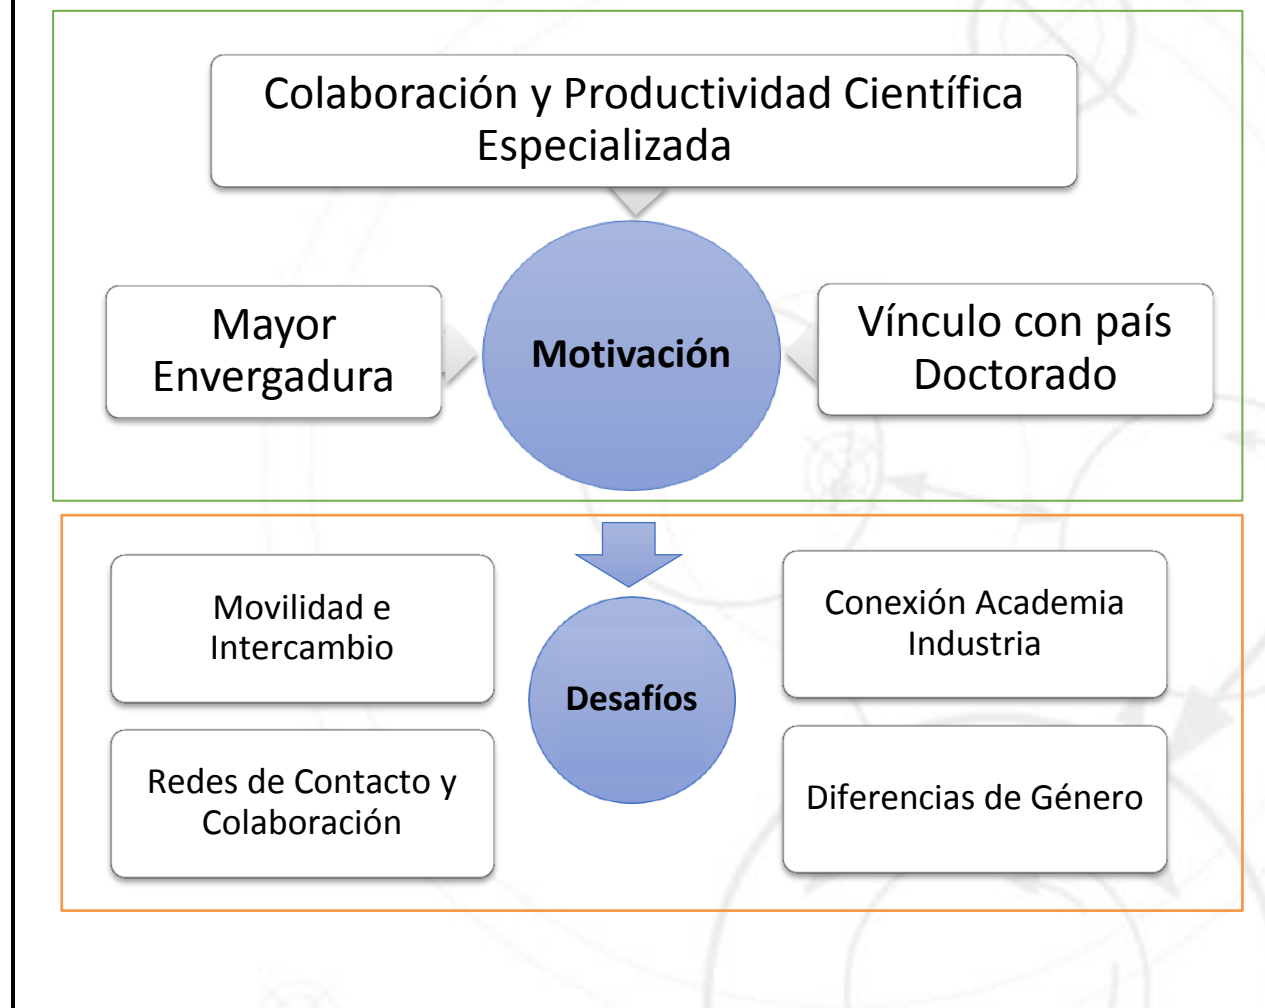 Colaboración y Productividad Científica
Especializada
Mayor
Envergadura
Motivación
Vínculo con país
Doctorado
Movilidad e
Intercambio
Conexión Academia
Industria
Desafíos
Redes de Contacto y
Colaboración
Diferencias de Género